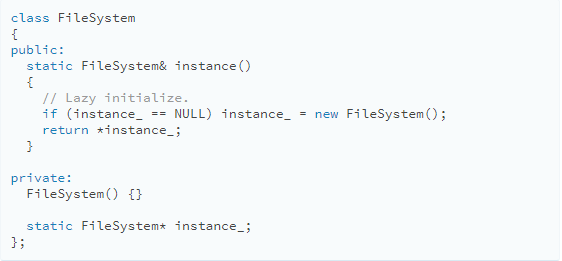 class FileSystem
{
public:
  static FileSystem& instance()
  {
    // Lazy initialize.
    if (instance_ == NULL) instance_ = new FileSystem();
    return *instance_;
  }

private:
  FileSystem() {}

  static FileSystem* instance_;
};